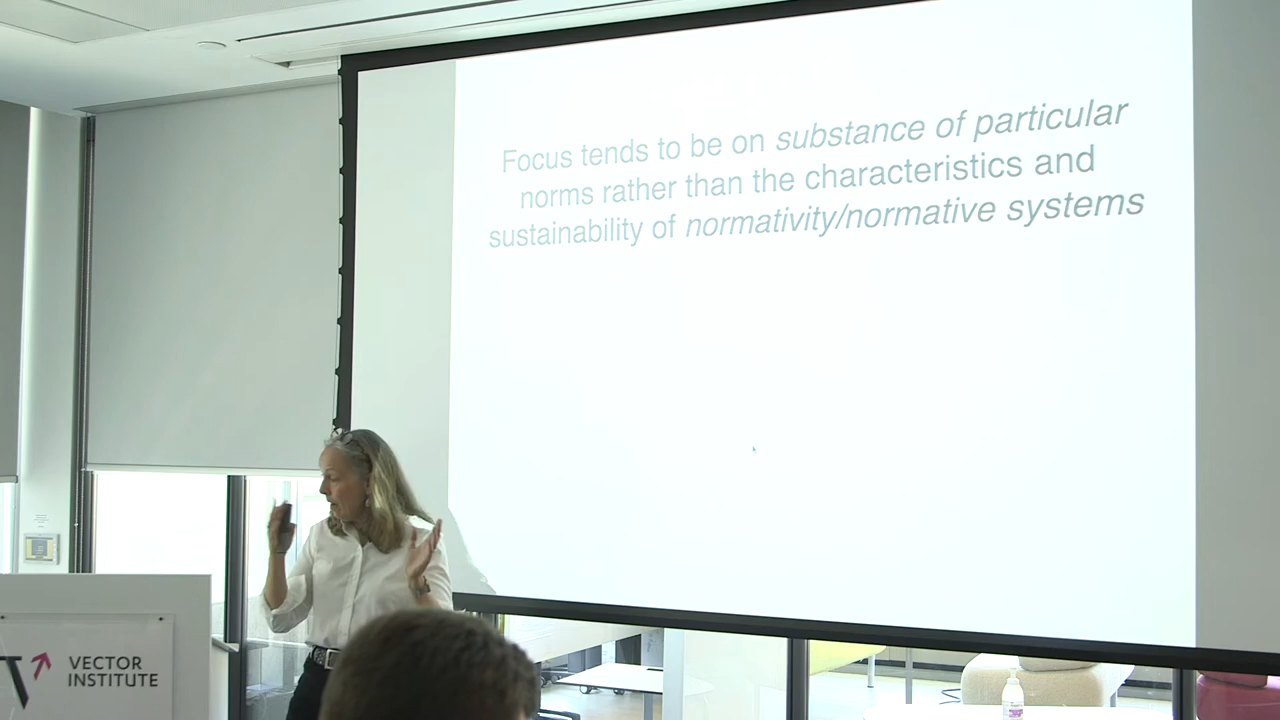 Focus tends to be on substance of particular
norms rather than the characteristics and
sustainability of normativity/normative systems
VECTOR
INSTITUTE